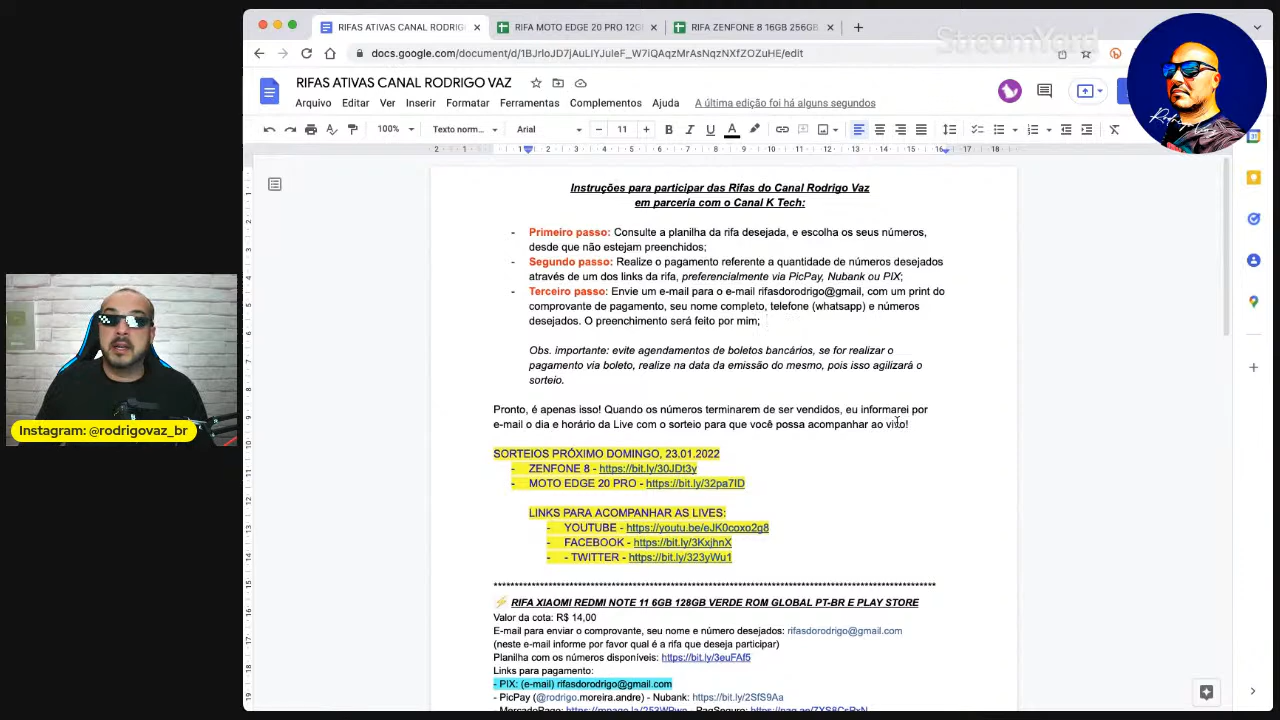 RIFAS ATIVAS CANAL RODRIGO VAZ
RIFA MOTO EDGE 20 PRO 12G
RIFA ZENFONE 8 16GB 256GB
StreamYard
docs.google.com/document/d/
/edit
RIFAS ATIVAS CANAL RODRIGO VAZ
Arquivo Editar Ver Inserir Formatar Ferramentas Complementos Ajuda A última edição foi há alguns segundos
100% Texto norm... Arial 11
Instruções para participar das Rifas do Canal Rodrigo Vaz
em parceria com o Canal K Tech:
- Primeiro passo: Consulte a planilha da rifa desejada, e escolha os seus números,
desde que não estejam preenchidos;
- Segundo passo: Realize o pagamento referente a quantidade de números desejados
através de um dos links da rifa, preferencialmente via PicPay, Nubank ou PIX;
- Terceiro passo: Envie um e-mail para o e-mail rifasdorodrigo@gmail, com um print do
comprovante de pagamento, seu nome completo, telefone (whatsapp) e números
desejados. O preenchimento será feito por mim;
Obs. importante: evite agendamentos de boletos bancários, se for realizar o
pagamento via boleto, realize na data da emissão do mesmo, pois isso agilizará o
sorteio.
Pronto, é apenas isso! Quando os números terminarem de ser vendidos, eu informarei por
e-mail o dia e horário da Live com o sorteio para que você possa acompanhar ao vivo!
SORTEIOS PRÓXIMO DOMINGO, 23.01.2022
- ZENFONE 8 - https://bit.ly/30JDt3y
- MOTO EDGE 20 PRO - https://bit.ly/32pa7ID
LINKS PARA ACOMPANHAR AS LIVES:
- YOUTUBE - https://youtu.be/eJK0coxo2g8
- FACEBOOK - https://bit.ly/3KxjhnX
- - TWITTER - https://bit.ly/323yWu1
⚡ RIFA XIAOMI REDMI NOTE 11 6GB 128GB VERDE ROM GLOBAL PT-BR E PLAY STORE
Valor da cota: R$ 14,00
E-mail para enviar o comprovante, seu nome e número desejados: rifasdorodrigo@gmail.com
(neste e-mail informe por favor qual é a rifa que deseja participar)
Planilha com os números disponíveis: https://bit.ly/3euFAf5
Links para pagamento:
- PIX: (e-mail) rifasdorodrigo@gmail.com
- PicPay (@rodrigo.moreira.andre) - Nubank: https://bit.ly/2SfS9Aa
Instagram: @rodrigovaz_br